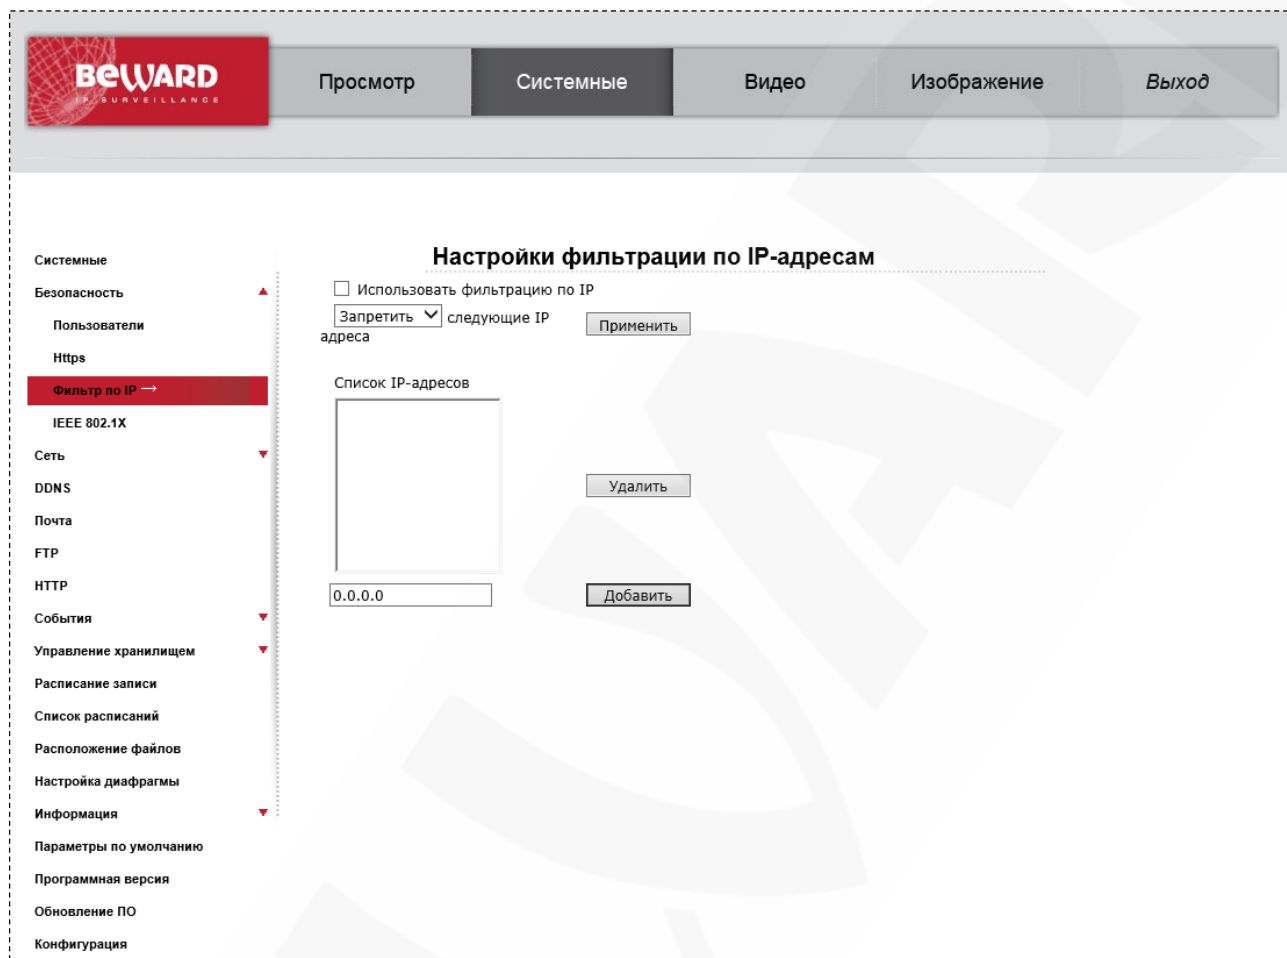 BEWARD
IP SURVEILLANCE
Просмотр
Системные
Видео
Изображение
Выход
Системные
Безопасность
Пользователи
Https
Фильтр по IP →
IEEE 802.1X
Сеть
DDNS
Почта
FTP
HTTP
События
Управление хранилищем
Расписание записи
Список расписаний
Расположение файлов
Настройка диафрагмы
Информация
Параметры по умолчанию
Программная версия
Обновление ПО
Конфигурация
Настройки фильтрации по IP-адресам
Использовать фильтрацию по IP
Запретить следующие IP
адреса
Применить
Список IP-адресов
Удалить
0.0.0.0
Добавить